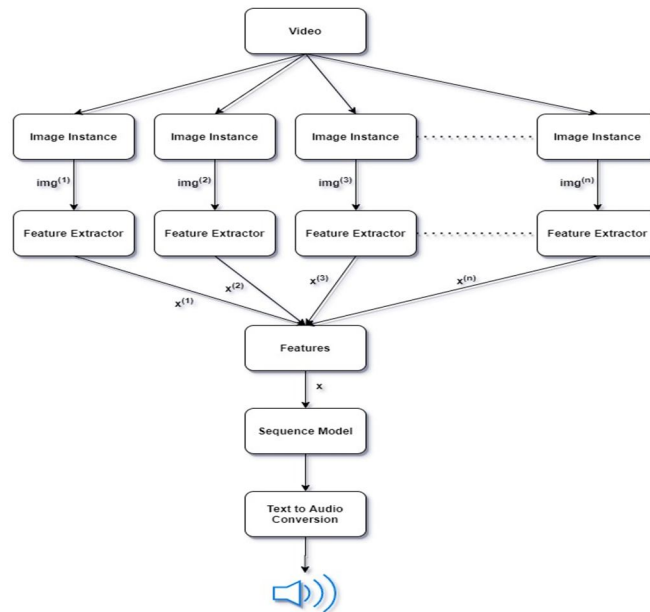 Video
Image Instance Image Instance Image Instance Image Instance
img(1) img(2) img(3) img(n)
Feature Extractor Feature Extractor Feature Extractor Feature Extractor
x(1) x(2) x(3) x(n)
Features
x
Sequence Model
Text to Audio
Conversion